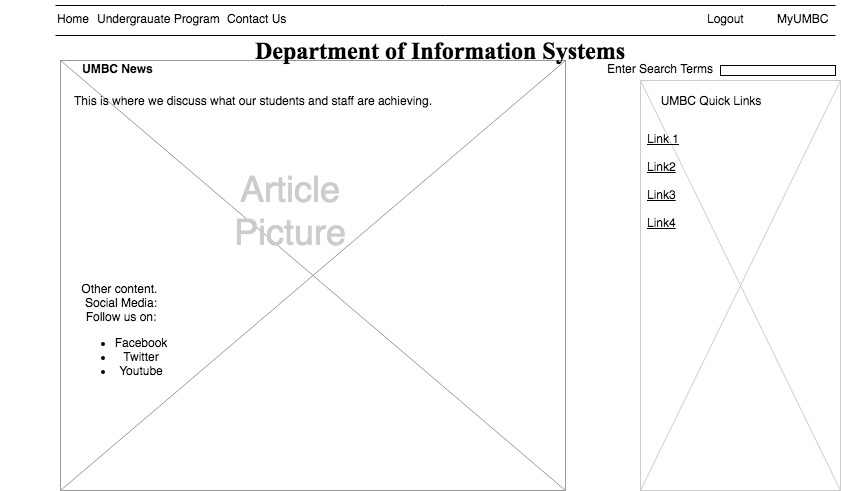 Home Undergrauate Program Contact Us Logout MyUMBC
Department of Information Systems
UMBC News
Enter Search Terms
This is where we discuss what our students and staff are achieving.
Article
Picture
Other content.
Social Media:
Follow us on:
• Facebook
• Twitter
• Youtube
UMBC Quick Links
Link 1
Link2
Link3
Link4